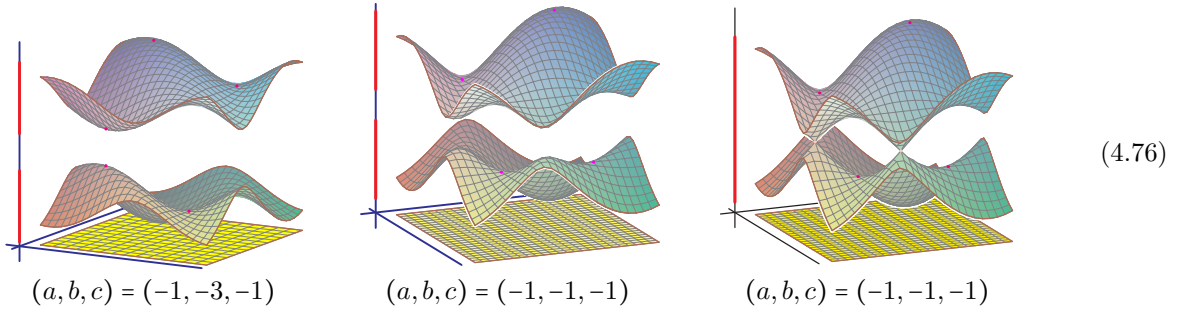 (4.76)
(a, b, c) = (−1, −3, −1)
(a, b, c) = (−1, −1, −1)
(a, b, c) = (−1, −1, −1)